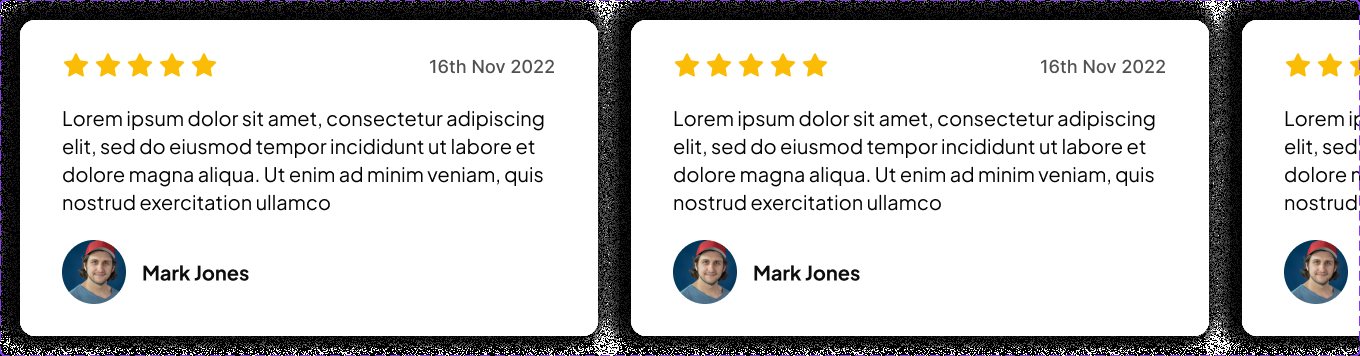 16th Nov 2022
Lorem ipsum dolor sit amet, consectetur adipiscing
elit, sed do eiusmod tempor incididunt ut labore et
dolore magna aliqua. Ut enim ad minim veniam, quis
nostrud exercitation ullamco
Mark Jones
16th Nov 2022
Lorem ipsum dolor sit amet, consectetur adipiscing
elit, sed do eiusmod tempor incididunt ut labore et
dolore magna aliqua. Ut enim ad minim veniam, quis
nostrud exercitation ullamco
Mark Jones
Lorem
elit, sed
dolore
nostrud